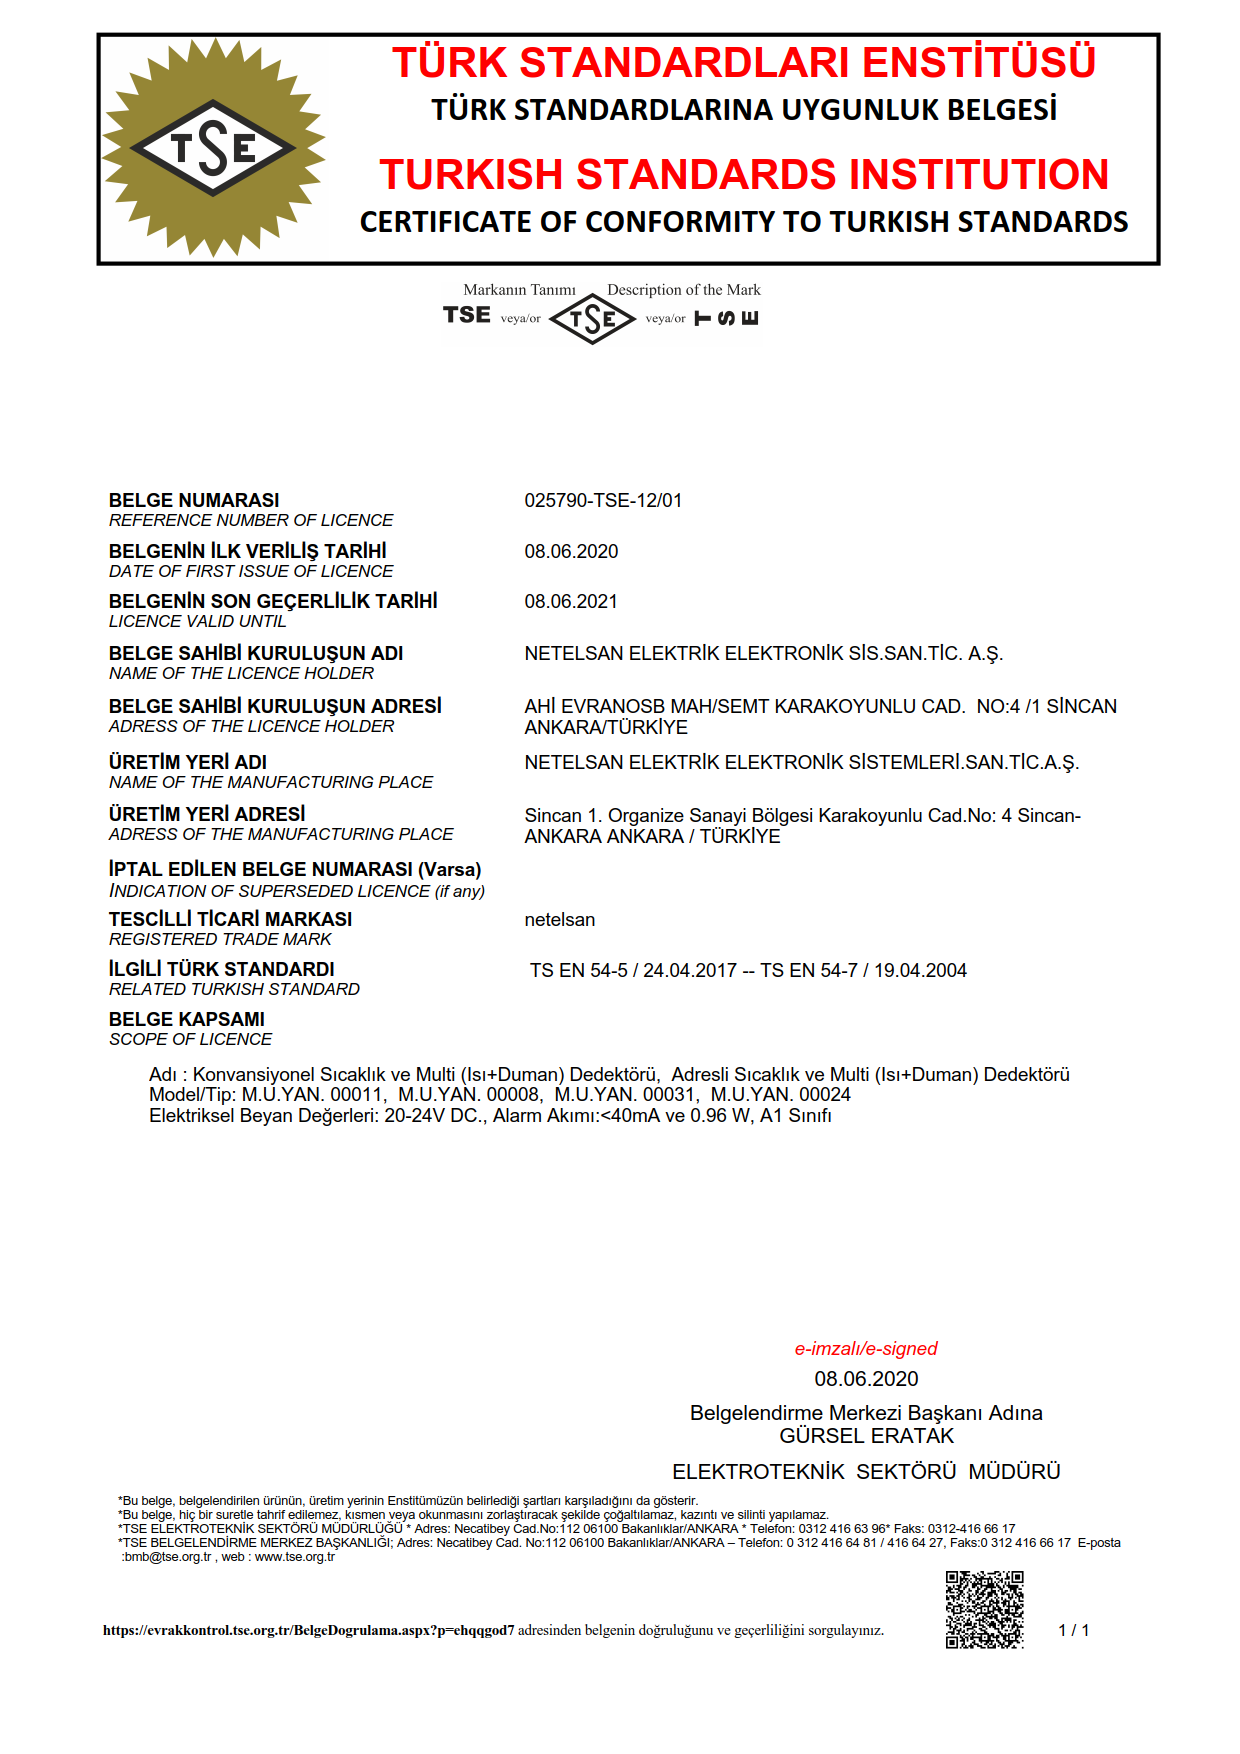 TSE
TÜRK STANDARDLARI ENSTİTÜSÜ
TÜRK STANDARDLARINA UYGUNLUK BELGESİ
TURKISH STANDARDS INSTITUTION
CERTIFICATE OF CONFORMITY TO TURKISH STANDARDS
Markanın Tanımı Description of the Mark
TSE veya/or TSE veya/or TSE
BELGE NUMARASI 025790-TSE-12/01
REFERENCE NUMBER OF LICENCE
BELGENİN İLK VERİLİŞ TARİHİ 08.06.2020
DATE OF FIRST ISSUE OF LICENCE
BELGENİN SON GEÇERLİLİK TARİHİ 08.06.2021
LICENCE VALID UNTIL
BELGE SAHİBİ KURULUŞUN ADI NETELSAN ELEKTRİK ELEKTRONİK SİS.SAN.TİC. A.Ş.
NAME OF THE LICENCE HOLDER
BELGE SAHİBİ KURULUŞUN ADRESİ AHİ EVRANOSB MAH/SEMT KARAKOYUNLU CAD. NO:4 /1 SİNCAN
ADRESS OF THE LICENCE HOLDER ANKARA/TÜRKİYE
ÜRETİM YERİ ADI NETELSAN ELEKTRİK ELEKTRONİK SİSTEMLERİ.SAN.TİC.A.Ş.
NAME OF THE MANUFACTURING PLACE
ÜRETİM YERİ ADRESİ Sincan 1. Organize Sanayi Bölgesi Karakoyunlu Cad.No: 4 Sincan-
ADRESS OF THE MANUFACTURING PLACE ANKARA ANKARA / TÜRKİYE
İPTAL EDİLEN BELGE NUMARASI (Varsa)
INDICATION OF SUPERSEDED LICENCE (if any)
TESCİLLİ TİCARİ MARKASI netelsan
REGISTERED TRADE MARK
İLGİLİ TÜRK STANDARDI TS EN 54-5 / 24.04.2017 -- TS EN 54-7 / 19.04.2004
RELATED TURKISH STANDARD
BELGE KAPSAMI
SCOPE OF LICENCE
Adı : Konvansiyonel Sıcaklık ve Multi (Isı+Duman) Dedektörü, Adresli Sıcaklık ve Multi (Isı+Duman) Dedektörü
Model/Tip: M.U.YAN. 00011, M.U.YAN. 00008, M.U.YAN. 00031, M.U.YAN. 00024
Elektriksel Beyan Değerleri: 20-24V DC., Alarm Akımı:<40mA ve 0.96 W, A1 Sınıfı
e-imzalı/e-signed
08.06.2020
Belgelendirme Merkezi Başkanı Adına
GÜRSEL ERATAK
ELEKTROTEKNİK SEKTÖRÜ MÜDÜRÜ
*Bu belge, belgelendirilen ürünün, üretim yerinin Enstitümüzün belirlediği şartları karşıladığını da gösterir.
*Bu belge, hiç bir suretle tahrif edilemez, kısmen veya okunmasını zorlaştıracak şekilde çoğaltılamaz, kazıntı ve silinti yapılamaz.
*TSE ELEKTROTEKNİK SEKTÖRÜ MÜDÜRLÜĞÜ * Adres: Necatibey Cad.No:112 06100 Bakanlıklar/ANKARA * Telefon: 0312 416 63 96* Faks: 0312-416 66 17
*TSE BELGELENDİRME MERKEZ BAŞKANLIĞI; Adres: Necatibey Cad. No:112 06100 Bakanlıklar/ANKARA – Telefon: 0 312 416 64 81 / 416 64 27, Faks:0 312 416 66 17 E-posta
:bmb@tse.org.tr , web : www.tse.org.tr
https://evrakkontrol.tse.org.tr/BelgeDogrulama.aspx?p=ehqqgod7 adresinden belgenin doğruluğunu ve geçerliliğini sorgulayınız.
1 / 1